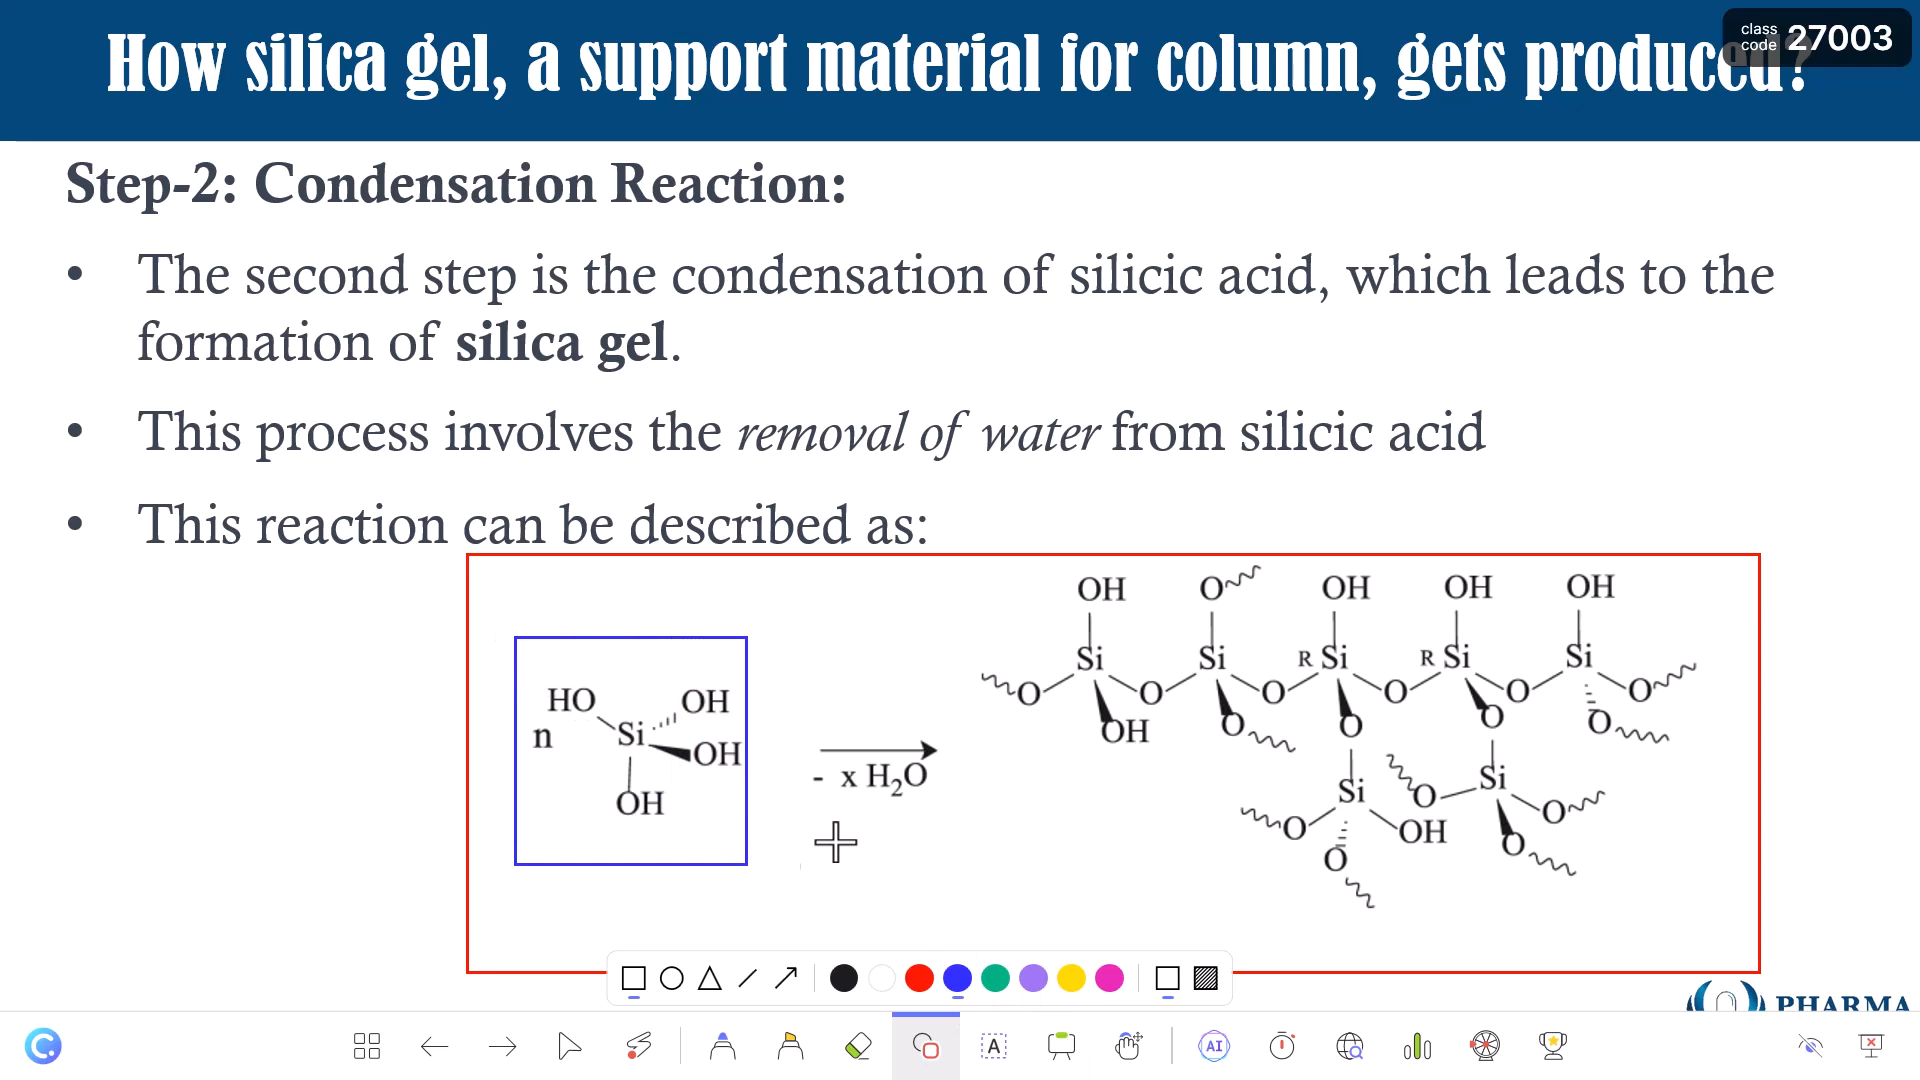 How silica gel, a support material for column, gets produced?
class code 27003
Step-2: Condensation Reaction:
• The second step is the condensation of silicic acid, which leads to the
formation of silica gel.
• This process involves the removal of water from silicic acid
• This reaction can be described as:
OH O OH OH OH
Si Si R Si R Si Si
O O O O O O
HO OH
n Si
OH
OH
- x H₂O
OH O O O O
Si Si
O OH O O
O O
PHARMA
A
AI